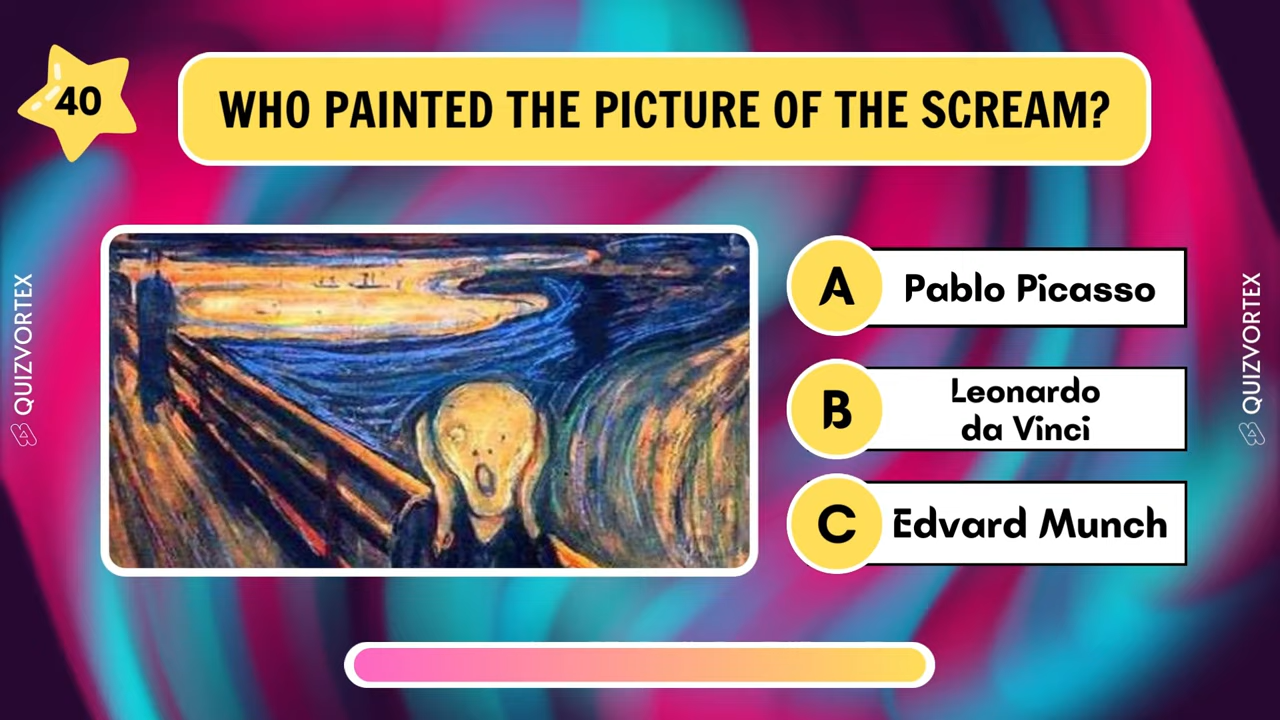 40
WHO PAINTED THE PICTURE OF THE SCREAM?
QUIZVORTEX
A
Pablo Picasso
B
Leonardo
da Vinci
C
Edvard Munch
QUIZVORTEX